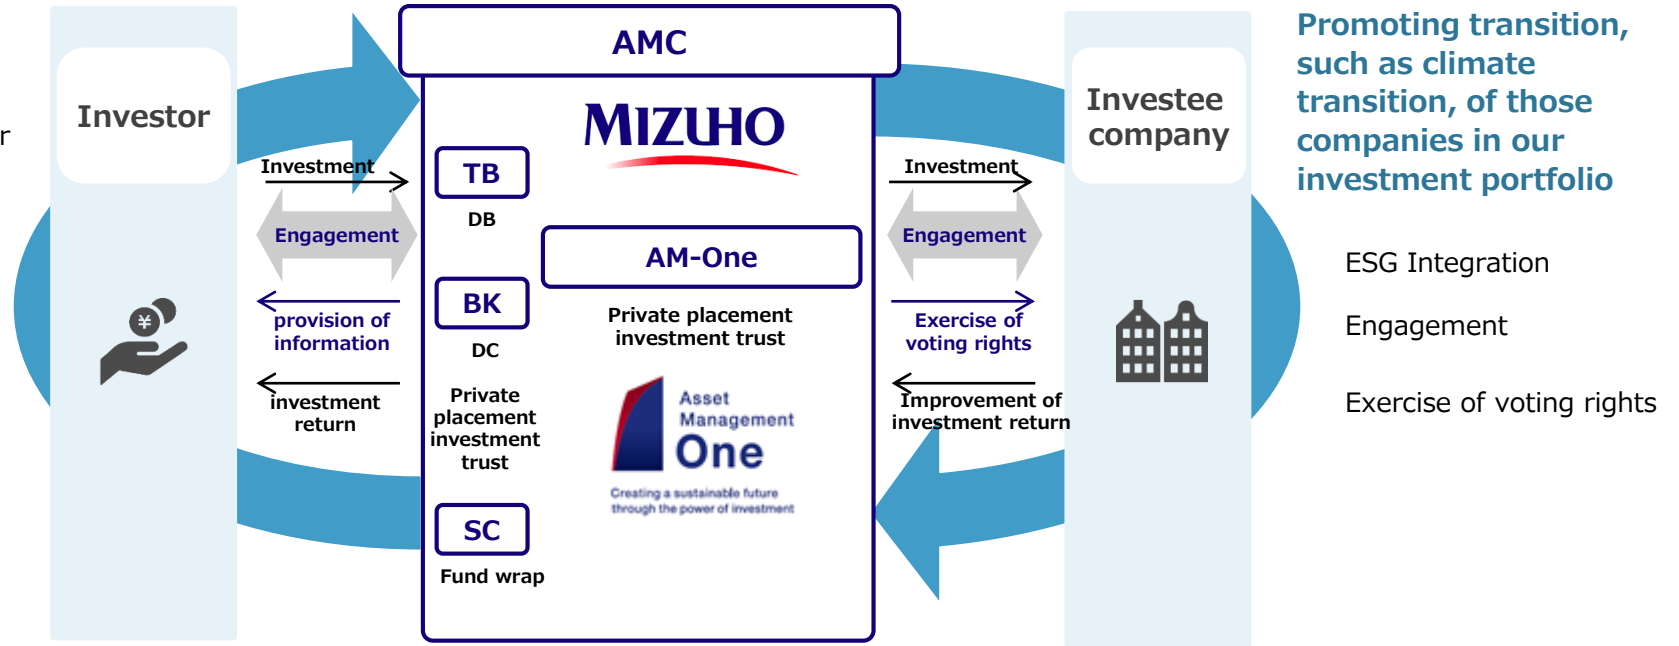 r
Investor
Investment
Engagement
provision of
information
investment
return
AMC
MIZUHO
TB
DB
BK
DC
Private
placement
investment
trust
SC
Fund wrap
AM-One
Private placement
investment trust
Asset
Management
One
Creating a sustainable future
through the power of investment
Investment
Engagement
Exercise of
voting rights
Improvement of
investment return
Investee
company
¥
Promoting transition,
such as climate
transition, of those
companies in our
investment portfolio
ESG Integration
Engagement
Exercise of voting rights